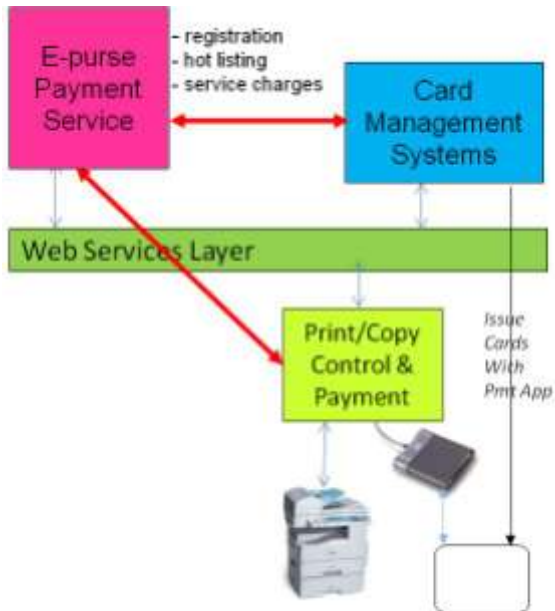 E-purse
Payment
Service
- registration
- hot listing
- service charges
Card
Management
Systems
Web Services Layer
Print/Copy
Control &
Payment
Issue
Cards
With
Pmt App